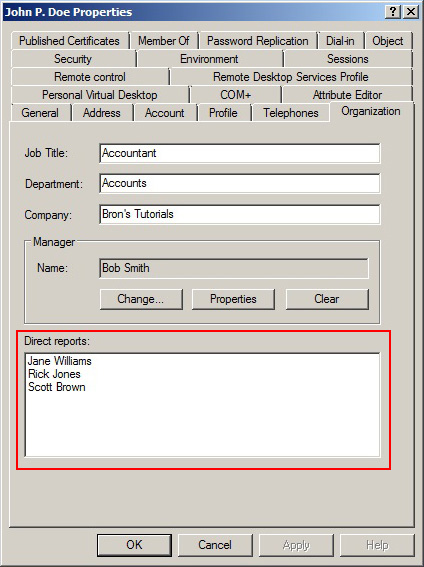 John P. Doe Properties
Published Certificates Member Of Password Replication Dial-in Object
Security Environment Sessions
Remote control Remote Desktop Services Profile
Personal Virtual Desktop COM+ Attribute Editor
General Address Account Profile Telephones Organization
Job Title: Accountant
Department: Accounts
Company: Bron's Tutorials
Manager
Name: Bob Smith
Change... Properties Clear
Direct reports:
Jane Williams
Rick Jones
Scott Brown
OK Cancel Apply Help